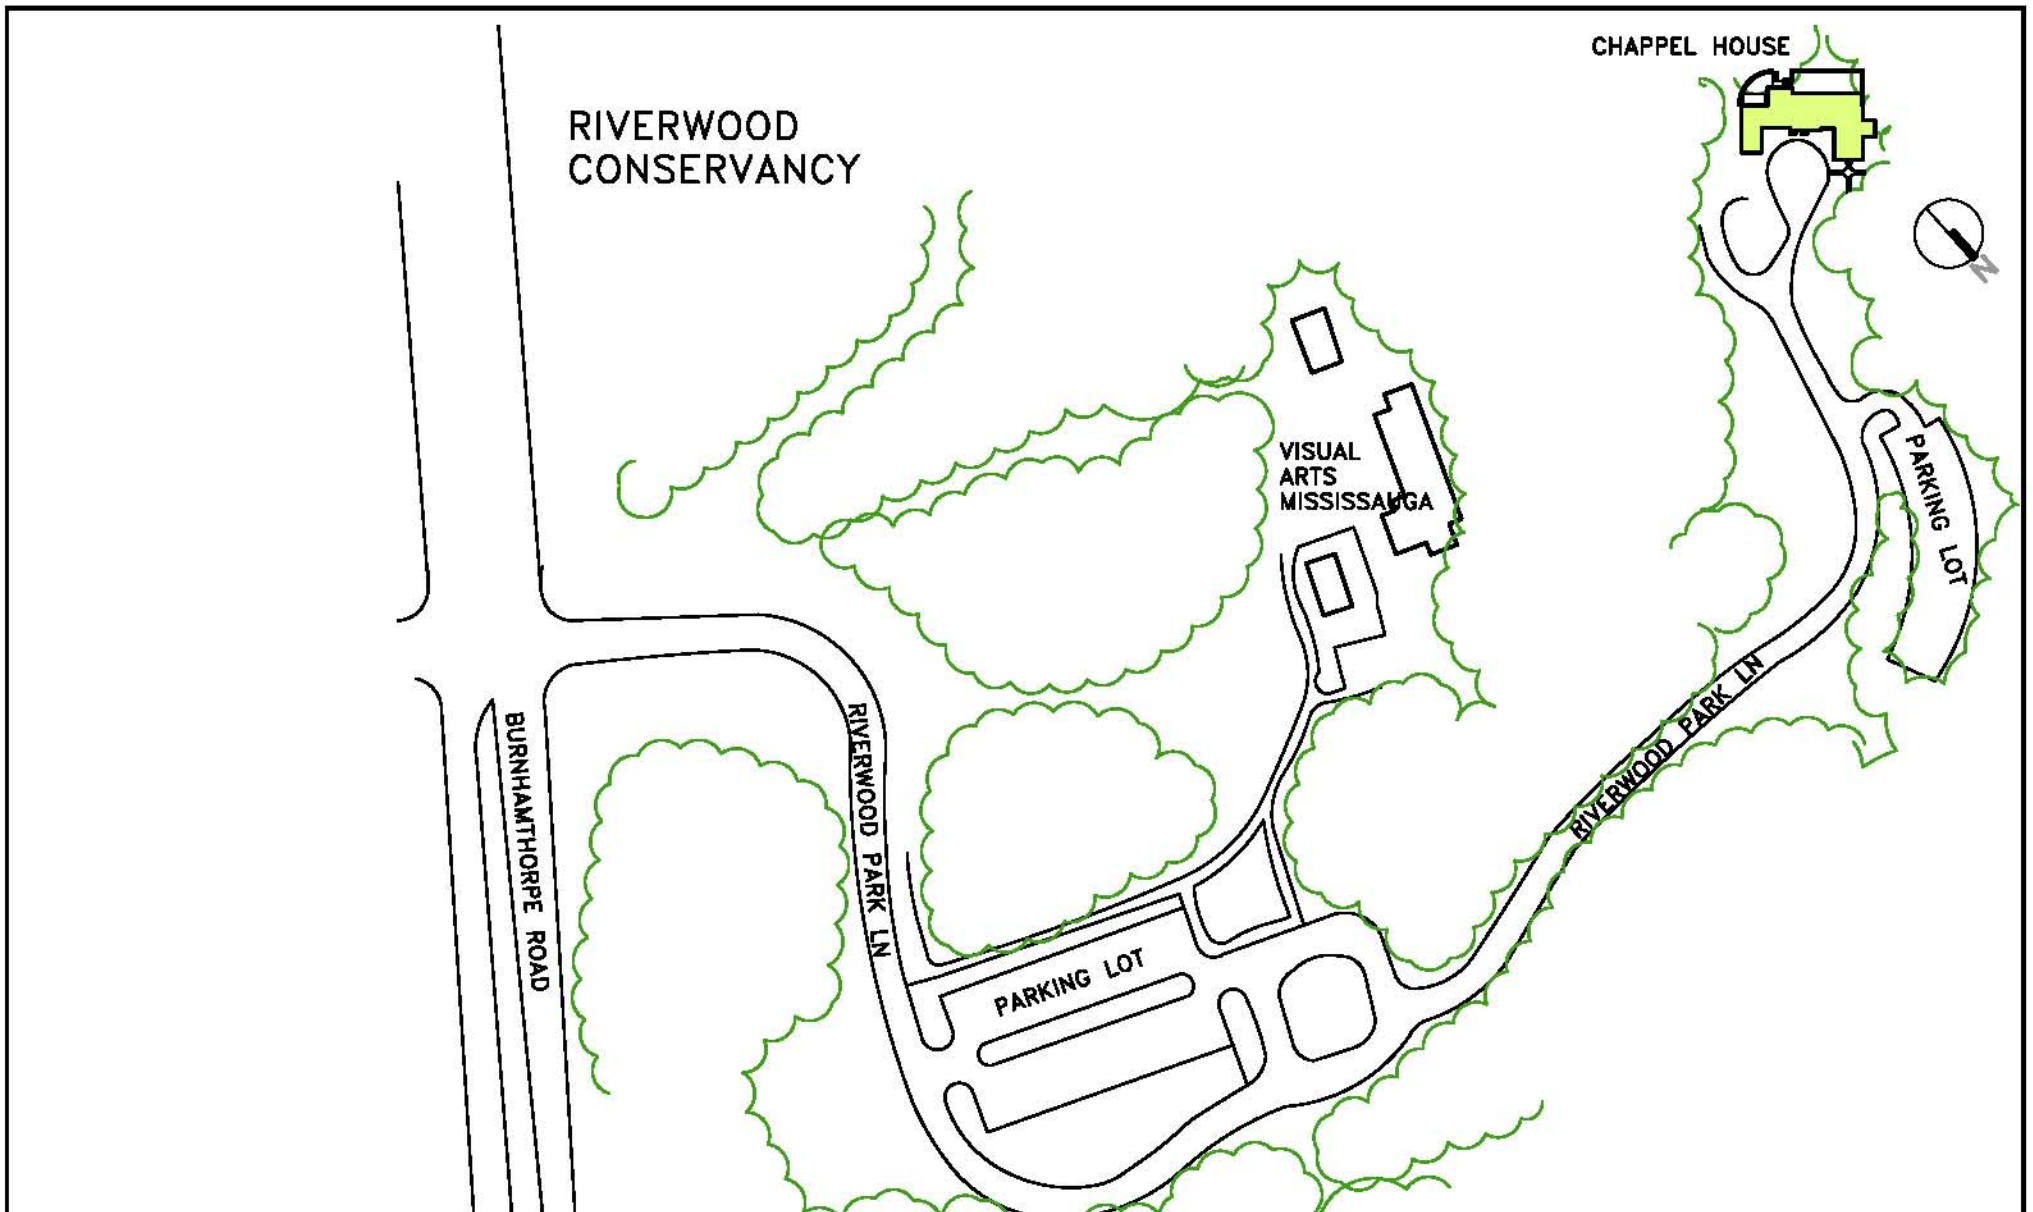 CHAPPEL HOUSE
RIVERWOOD
CONSERVANCY
N
VISUAL
ARTS
MISSISSAUGA
PARKING LOT
RIVERWOOD PARK LN
BURNHAMTHORPE ROAD
RIVERWOOD PARK LN
PARKING LOT